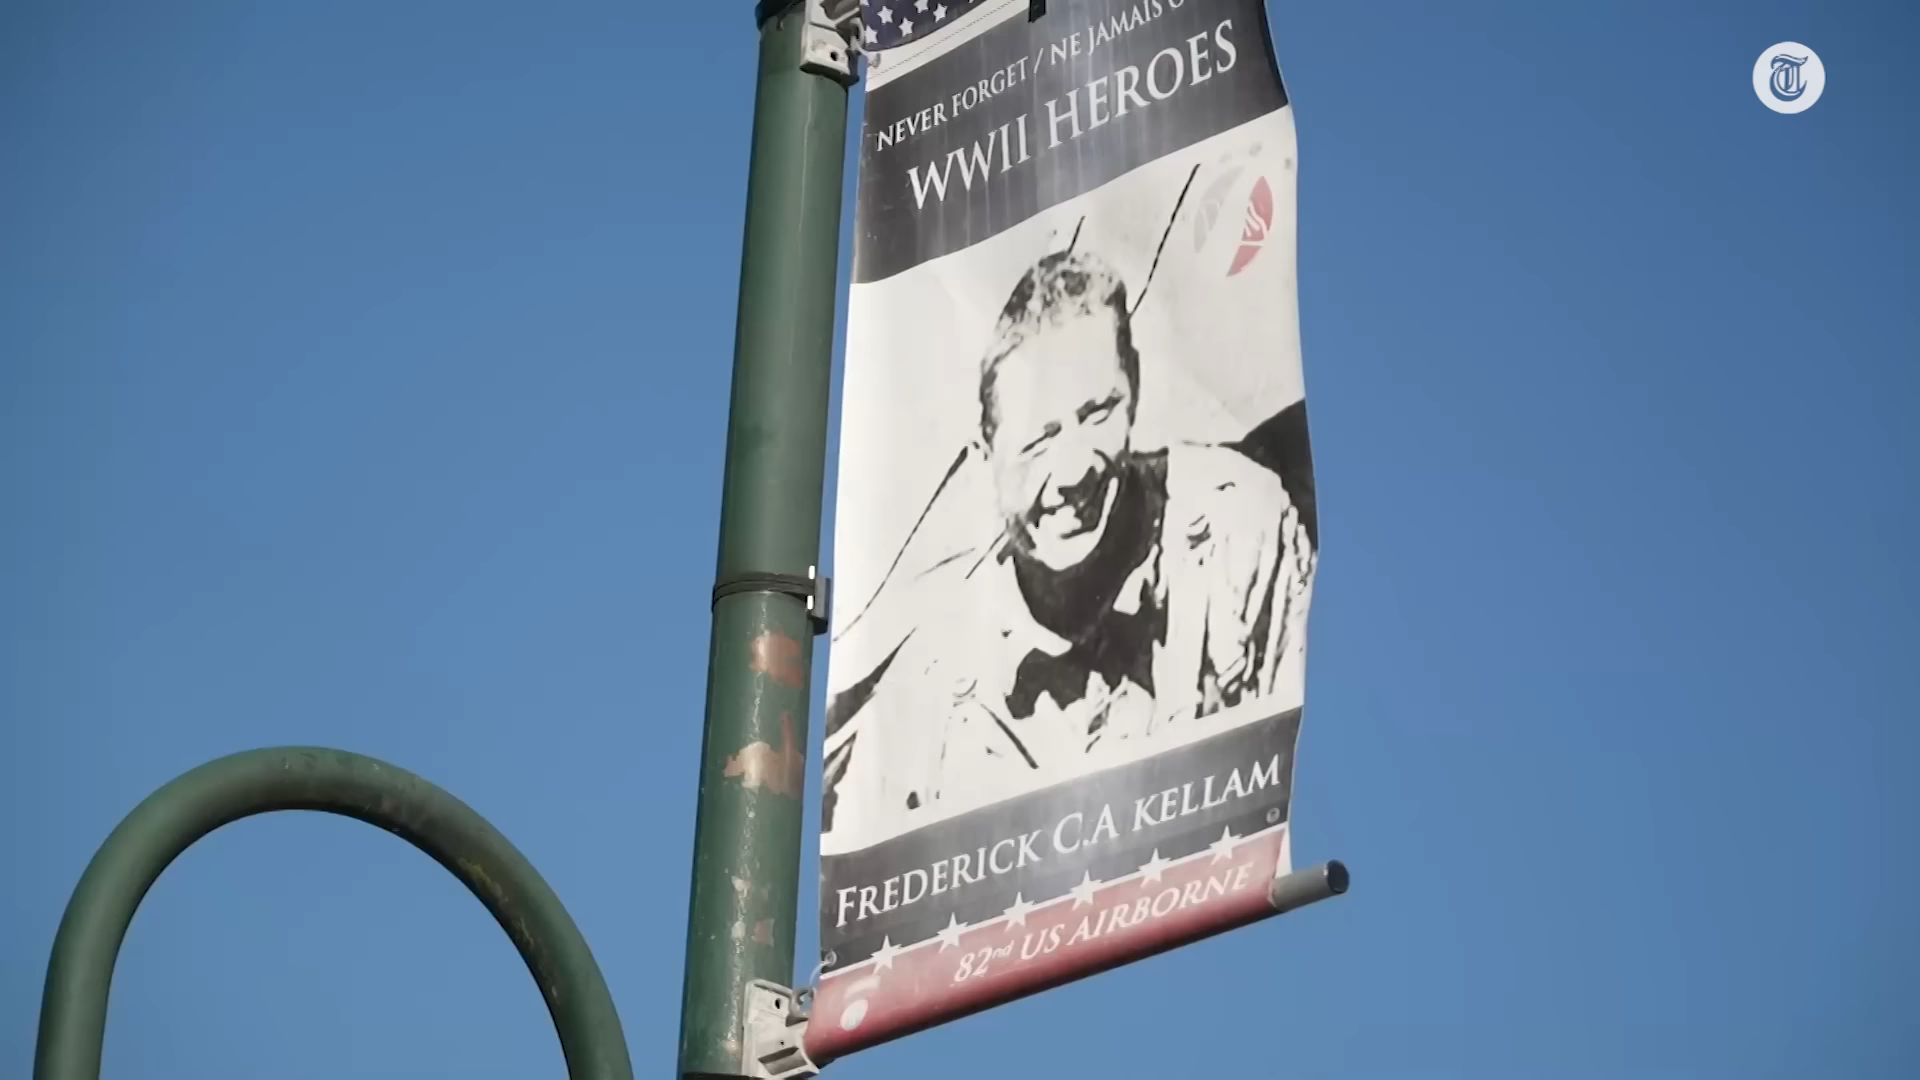 NEVER FORGET / NE JAMAIS
WWII HEROES
FREDERICK C.A KELLAM
82nd US AIRBORNE
T